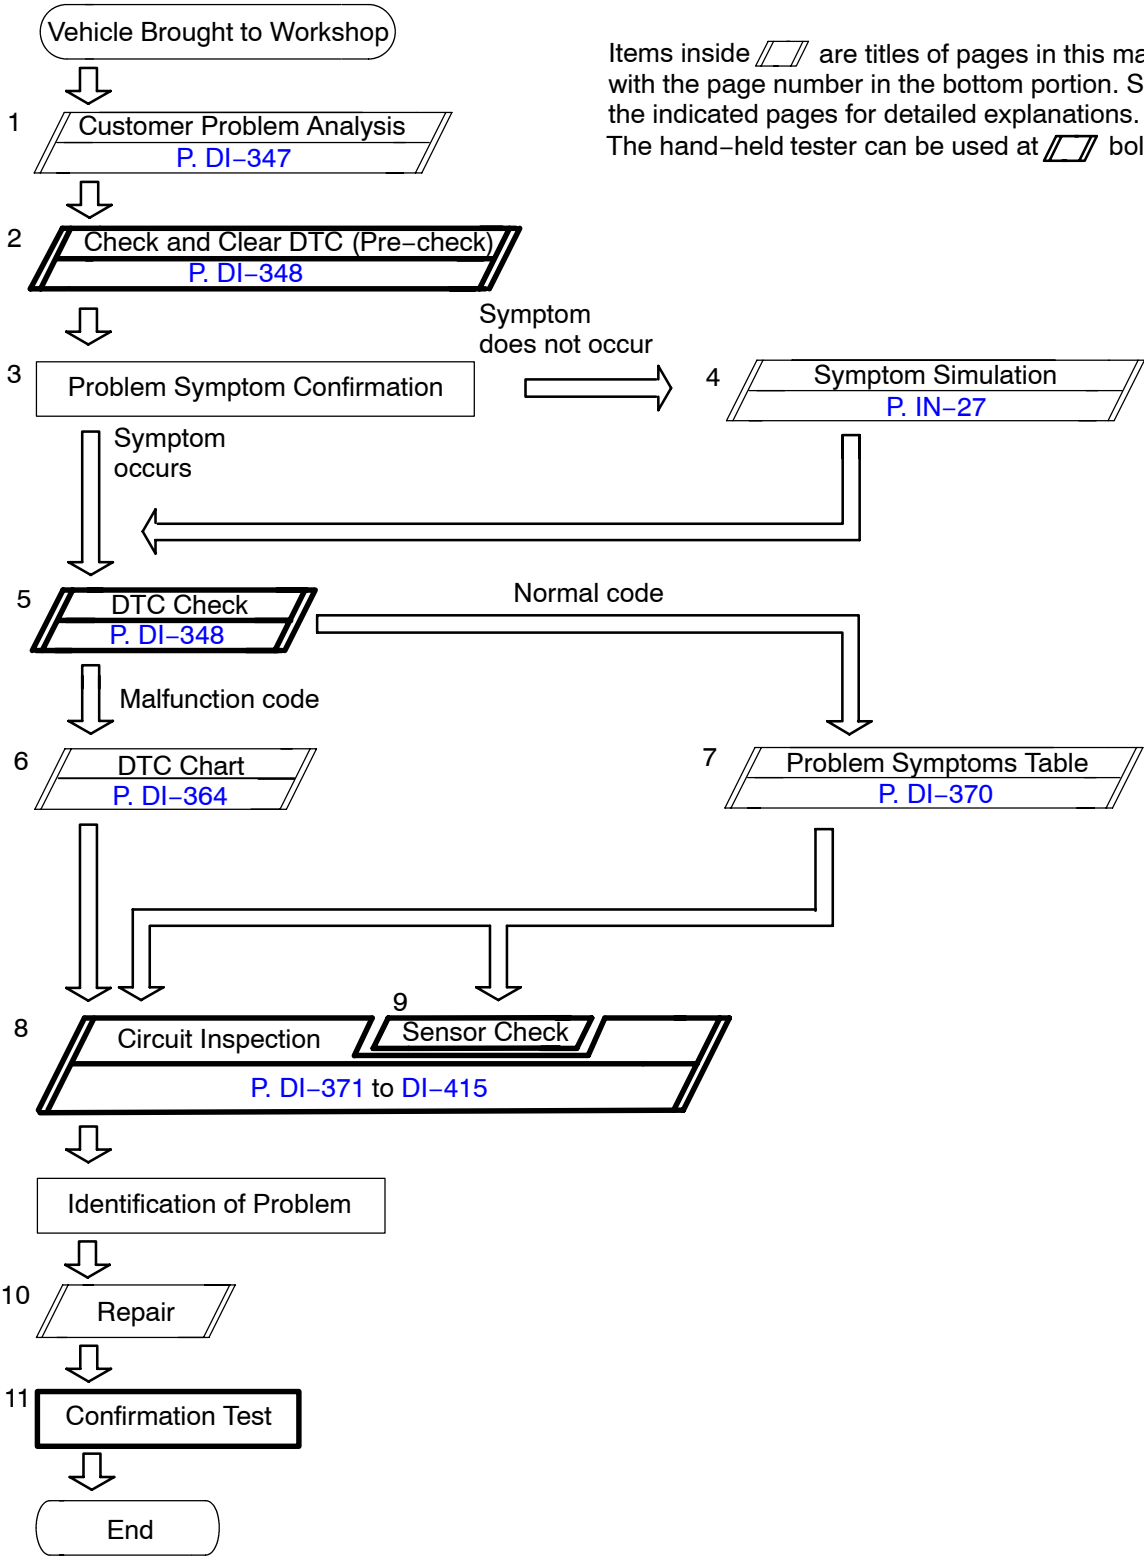 Vehicle Brought to Workshop
Items inside are titles of pages in this
with the page number in the bottom portion.
the indicated pages for detailed explanations.
The hand–held tester can be used at
1
Customer Problem Analysis
P. DI–347
2
Check and Clear DTC (Pre–check)
P. DI–348
3
Problem Symptom Confirmation
Symptom
does not occur
4
Symptom Simulation
P. IN–27
Symptom
occurs
5
DTC Check
P. DI–348
Normal code
Malfunction code
6
DTC Chart
P. DI–364
7
Problem Symptoms Table
P. DI–370
8
Circuit Inspection
9
Sensor Check
P. DI–371 to DI–415
Identification of Problem
10
Repair
11
Confirmation Test
End